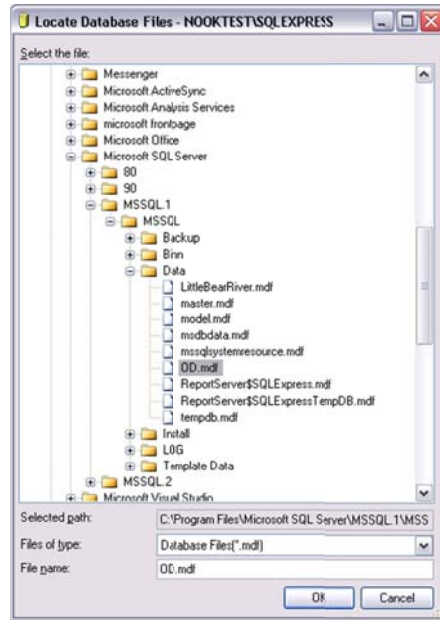 Locate Database Files - NOOKTEST\SQLEXPRESS
Select the file:
Messenger
Microsoft ActiveSync
Microsoft Analysis Services
microsoft frontpage
Microsoft Office
Microsoft SQL Server
80
90
MSSQL.1
MSSQL
Backup
Binn
Data
LittleBearRiver.mdf
master.mdf
model.mdf
msdbdata.mdf
mssqlsystemresource.mdf
OD.mdf
ReportServer$SQLExpress.mdf
ReportServer$SQLExpressTempDB.mdf
tempdb.mdf
Install
LOG
Template Data
MSSQL.2
Microsoft Visual Studio
Selected path: C:\Program Files\Microsoft SQL Server\MSSQL.1\MSS
Files of type: Database Files(*.mdf)
File name: OD.mdf
OK Cancel